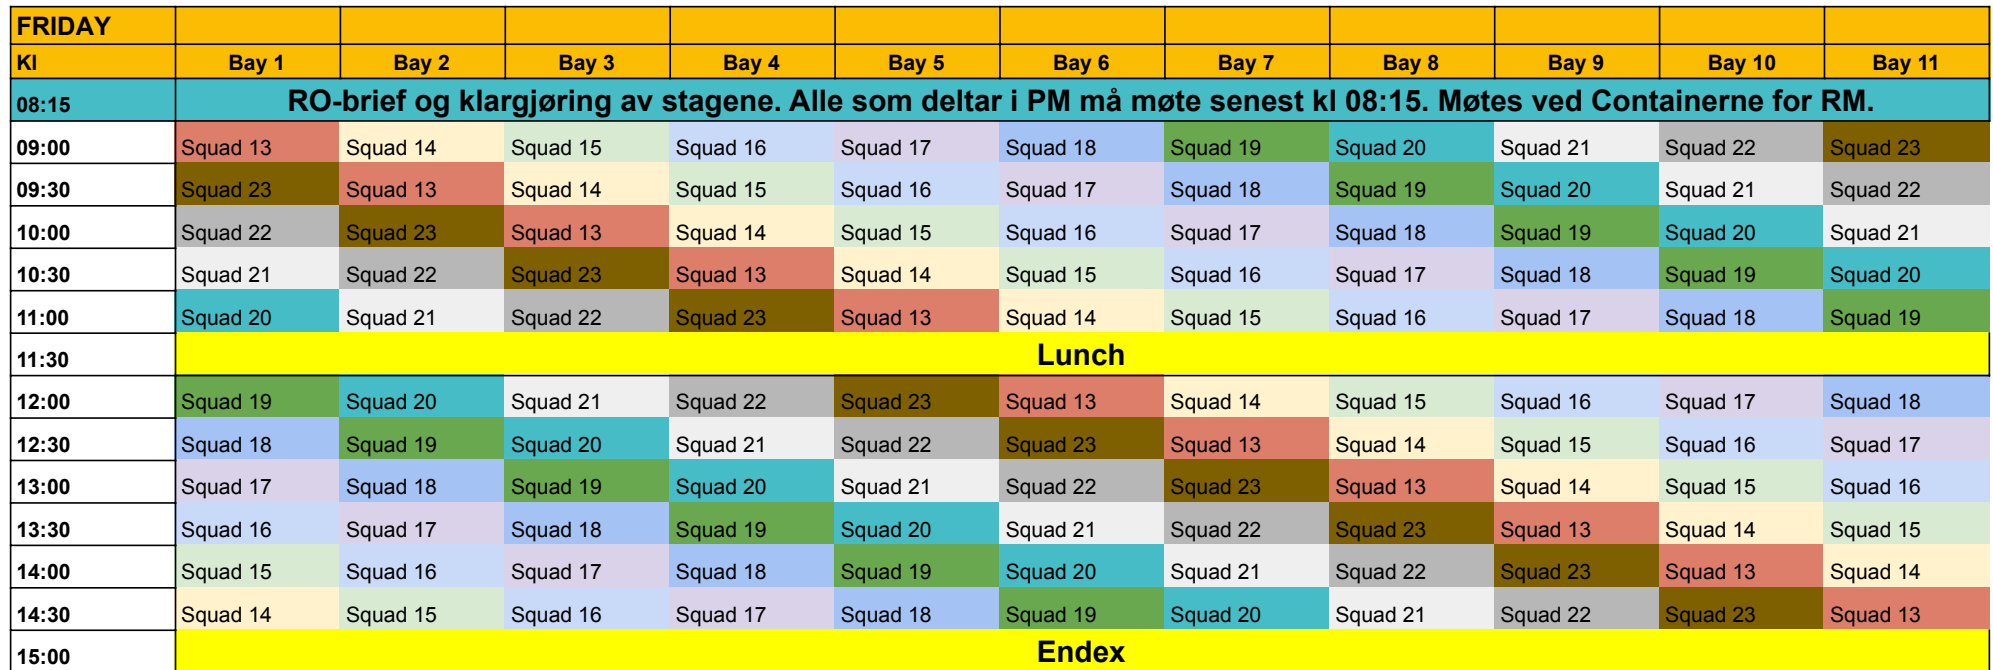 FRIDAY
Kl Bay 1 Bay 2 Bay 3 Bay 4 Bay 5 Bay 6 Bay 7 Bay 8 Bay 9 Bay 10 Bay 11
08:15 RO-brief og klargjøring av stagene. Alle som deltar i PM må møte senest kl 08:15. Møtes ved Containerne for RM.
09:00 Squad 13 Squad 14 Squad 15 Squad 16 Squad 17 Squad 18 Squad 19 Squad 20 Squad 21 Squad 22 Squad 23
09:30 Squad 23 Squad 13 Squad 14 Squad 15 Squad 16 Squad 17 Squad 18 Squad 19 Squad 20 Squad 21 Squad 22
10:00 Squad 22 Squad 23 Squad 13 Squad 14 Squad 15 Squad 16 Squad 17 Squad 18 Squad 19 Squad 20 Squad 21
10:30 Squad 21 Squad 22 Squad 23 Squad 13 Squad 14 Squad 15 Squad 16 Squad 17 Squad 18 Squad 19 Squad 20
11:00 Squad 20 Squad 21 Squad 22 Squad 23 Squad 13 Squad 14 Squad 15 Squad 16 Squad 17 Squad 18 Squad 19
11:30 Lunch
12:00 Squad 19 Squad 20 Squad 21 Squad 22 Squad 23 Squad 13 Squad 14 Squad 15 Squad 16 Squad 17 Squad 18
12:30 Squad 18 Squad 19 Squad 20 Squad 21 Squad 22 Squad 23 Squad 13 Squad 14 Squad 15 Squad 16 Squad 17
13:00 Squad 17 Squad 18 Squad 19 Squad 20 Squad 21 Squad 22 Squad 23 Squad 13 Squad 14 Squad 15 Squad 16
13:30 Squad 16 Squad 17 Squad 18 Squad 19 Squad 20 Squad 21 Squad 22 Squad 23 Squad 13 Squad 14 Squad 15
14:00 Squad 15 Squad 16 Squad 17 Squad 18 Squad 19 Squad 20 Squad 21 Squad 22 Squad 23 Squad 13 Squad 14
14:30 Squad 14 Squad 15 Squad 16 Squad 17 Squad 18 Squad 19 Squad 20 Squad 21 Squad 22 Squad 23 Squad 13
15:00 Endex